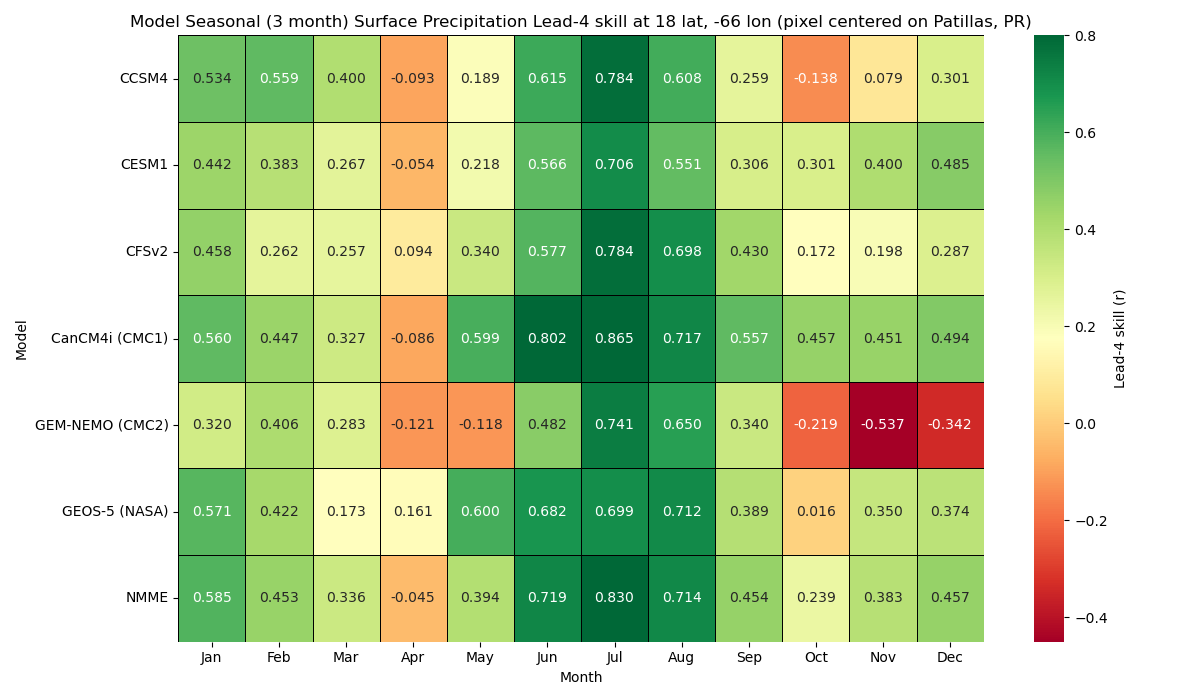 Model Seasonal (3 month) Surface Precipitation Lead-4 skill at 18 lat, -66 lon (pixel centered on Patillas, PR)
CCSM4 0.534 0.559 0.400 -0.093 0.189 0.615 0.784 0.608 0.259 -0.138 0.079 0.301
CESM1 0.442 0.383 0.267 -0.054 0.218 0.566 0.706 0.551 0.306 0.301 0.400 0.485
CFSv2 0.458 0.262 0.257 0.094 0.340 0.577 0.784 0.698 0.430 0.172 0.198 0.287
CanCM4i (CMC1) 0.560 0.447 0.327 -0.086 0.599 0.802 0.865 0.717 0.557 0.457 0.451 0.494
GEM-NEMO (CMC2) 0.320 0.406 0.283 -0.121 -0.118 0.482 0.741 0.650 0.340 -0.219 -0.537 -0.342
GEOS-5 (NASA) 0.571 0.422 0.173 0.161 0.600 0.682 0.699 0.712 0.389 0.016 0.350 0.374
NMME 0.585 0.453 0.336 -0.045 0.394 0.719 0.830 0.714 0.454 0.239 0.383 0.457
Jan Feb Mar Apr May Jun Jul Aug Sep Oct Nov Dec
Month
Model
0.8
0.6
0.4
0.2
0.0
−0.2
−0.4
Lead-4 skill (r)